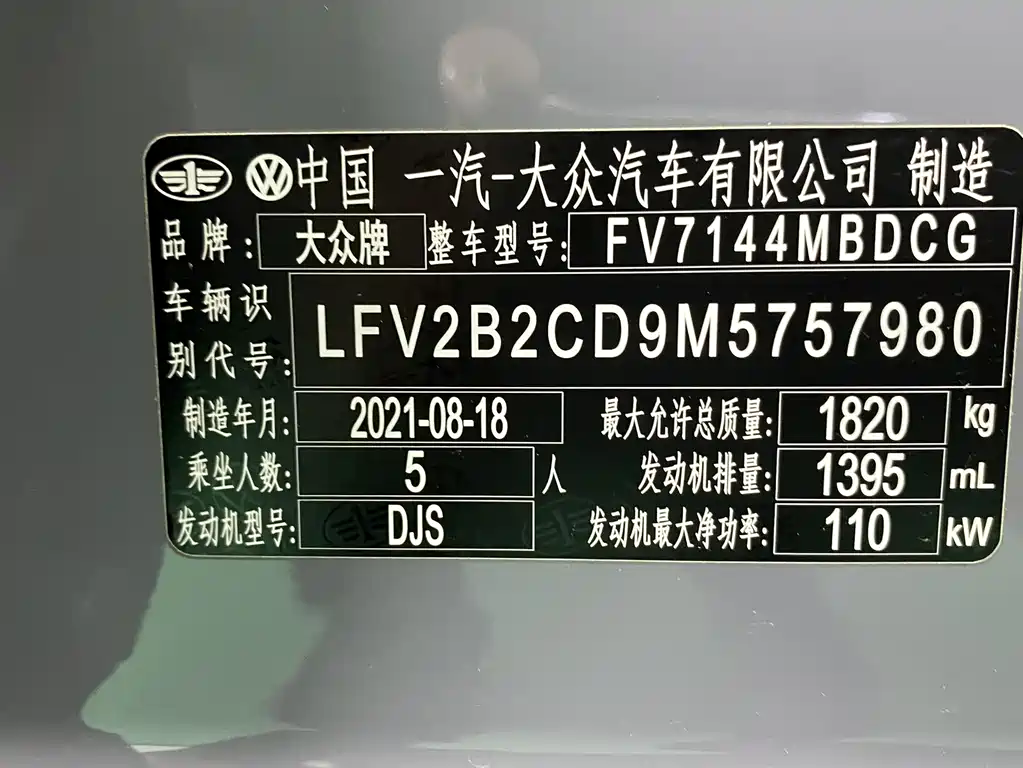 中国 一汽-大众汽车有限公司 制造
品牌: 大众牌 整车型号: FV7144MBDCG
车辆识别代号: LFV2B2CD9M5757980
制造年月: 2021-08-18 最大允许总质量: 1820 kg
乘坐人数: 5 人 发动机排量: 1395 mL
发动机型号: DJS 发动机最大净功率: 110 kW